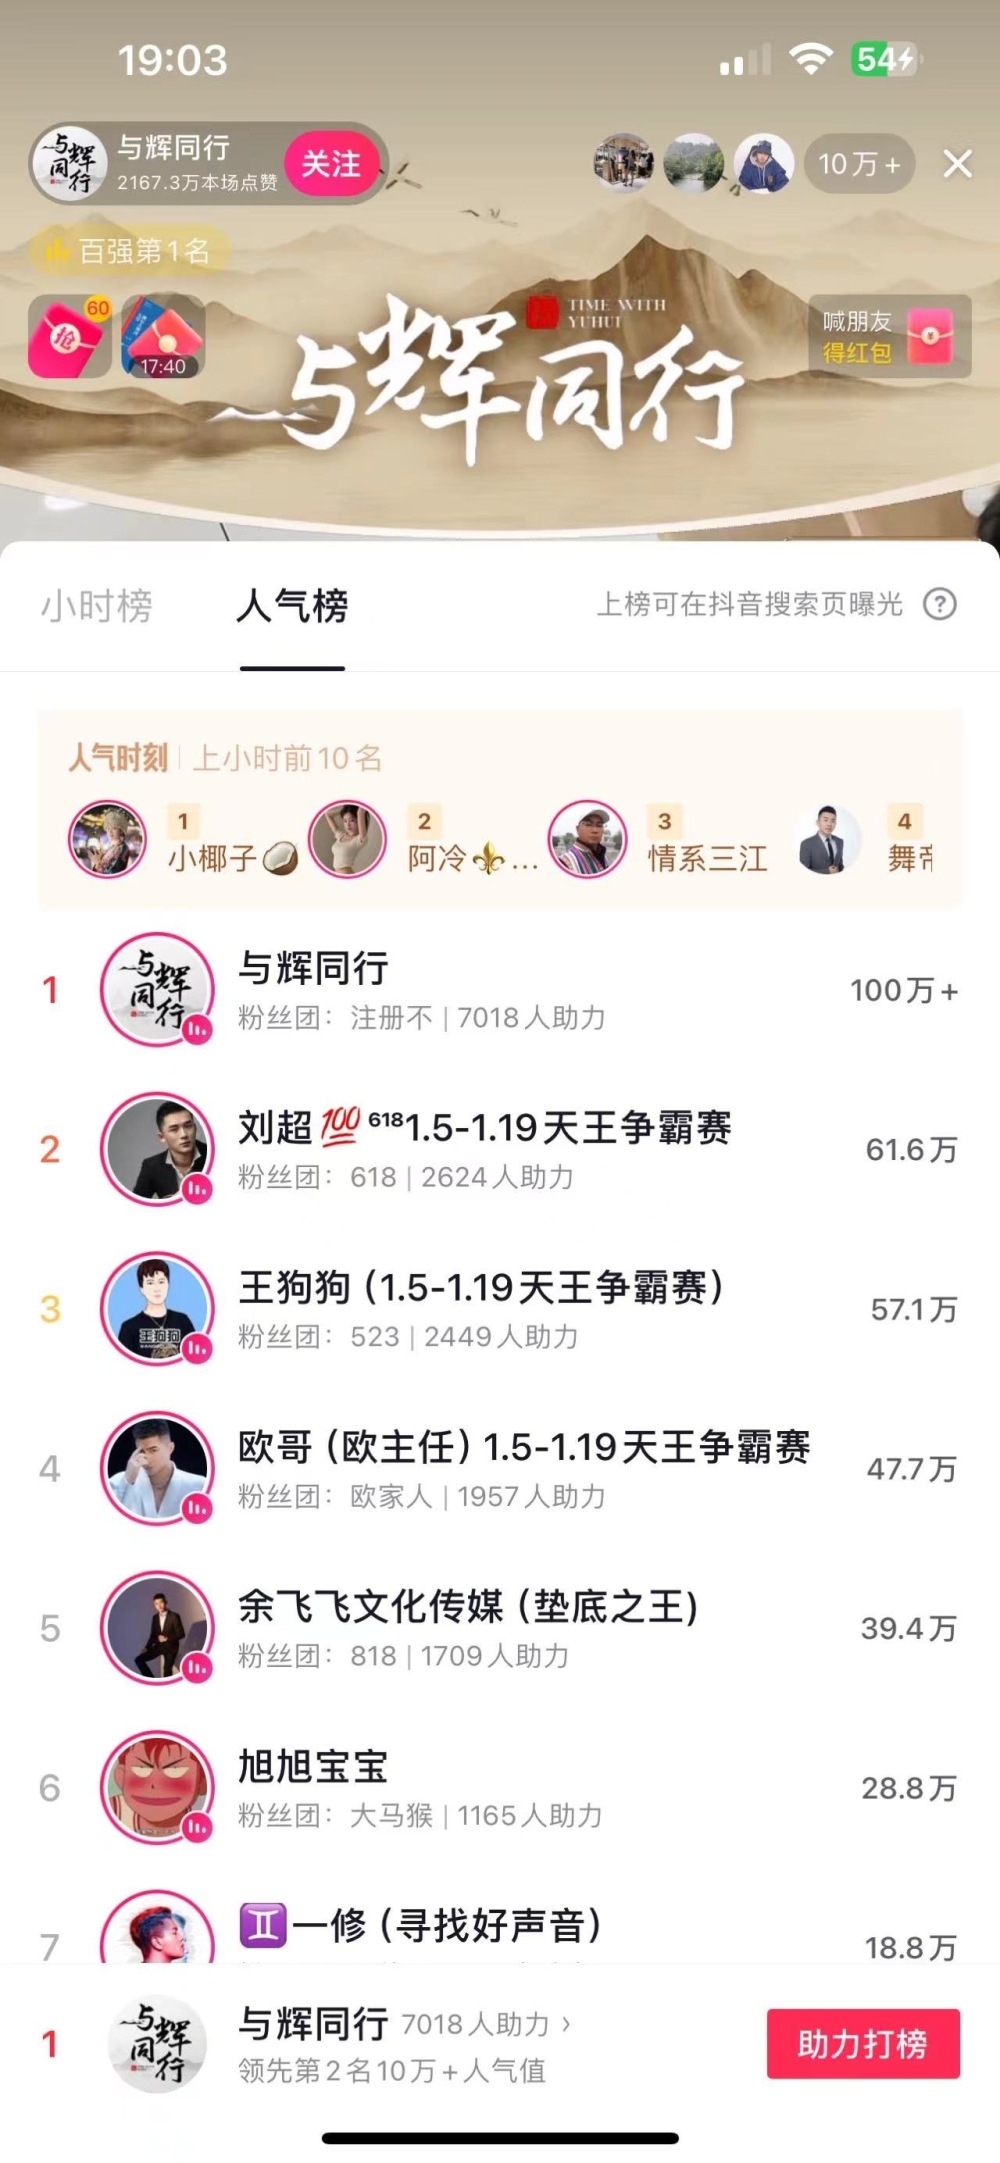 19:03
54
与辉同行
2167.3万本场点赞
关注
10万+
百强第1名
60
抢
17:40
与辉同行
TIME WITH
YUHUI
喊朋友
得红包
小时榜
人气榜
上榜可在抖音搜索页曝光 ?
人气时刻 | 上小时前10名
1
小椰子🥥
2
阿冷⚜️...
3
情系三江
4
舞帝
1
与辉同行
与辉同行
粉丝团：注册不 | 7018人助力
100万+
2
刘超💯⁶¹⁸1.5-1.19天王争霸赛
粉丝团：618 | 2624人助力
61.6万
3
王狗狗
王狗狗（1.5-1.19天王争霸赛）
粉丝团：523 | 2449人助力
57.1万
4
欧哥（欧主任）1.5-1.19天王争霸赛
粉丝团：欧家人 | 1957人助力
47.7万
5
余飞飞文化传媒（垫底之王)
粉丝团：818 | 1709人助力
39.4万
6
旭旭宝宝
粉丝团：大马猴 | 1165人助力
28.8万
7
♊一修（寻找好声音）
18.8万
1
与辉同行
与辉同行 7018人助力 ›
领先第2名10万+人气值
助力打榜